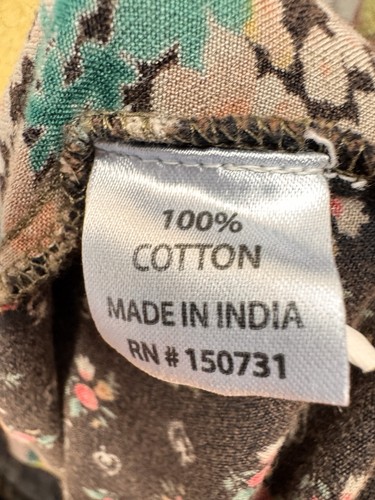 100%
COTTON
MADE IN INDIA
RN # 150731